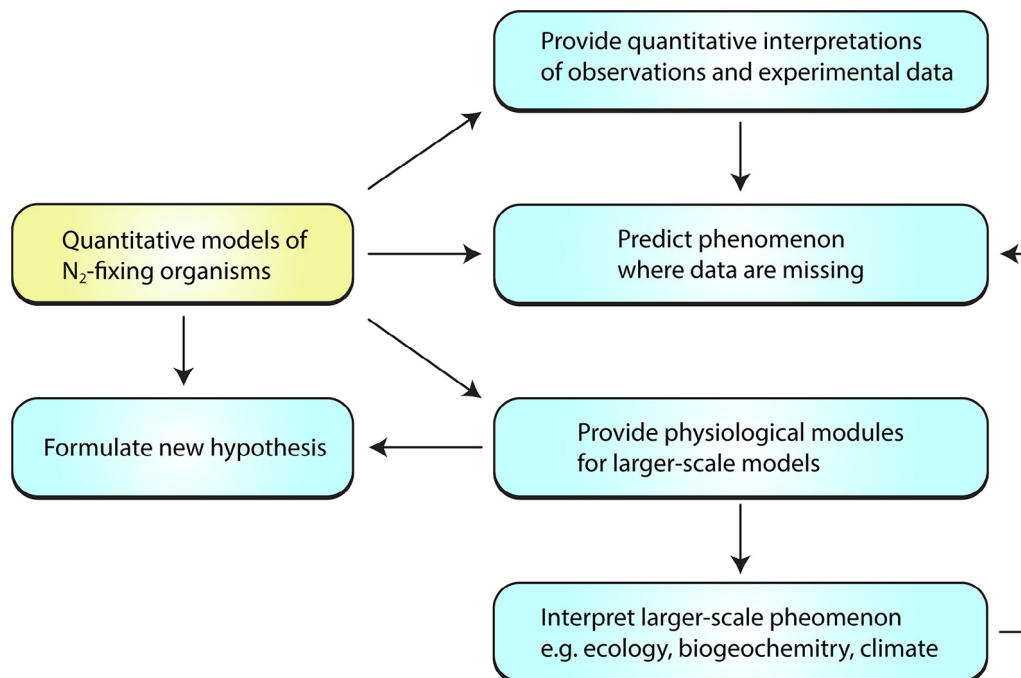 Provide quantitative interpretations
of observations and experimental data
Quantitative models of
N₂-fixing organisms
Predict phenomenon
where data are missing
Formulate new hypothesis
Provide physiological modules
for larger-scale models
Interpret larger-scale pheomenon
e.g. ecology, biogeochemitry, climate